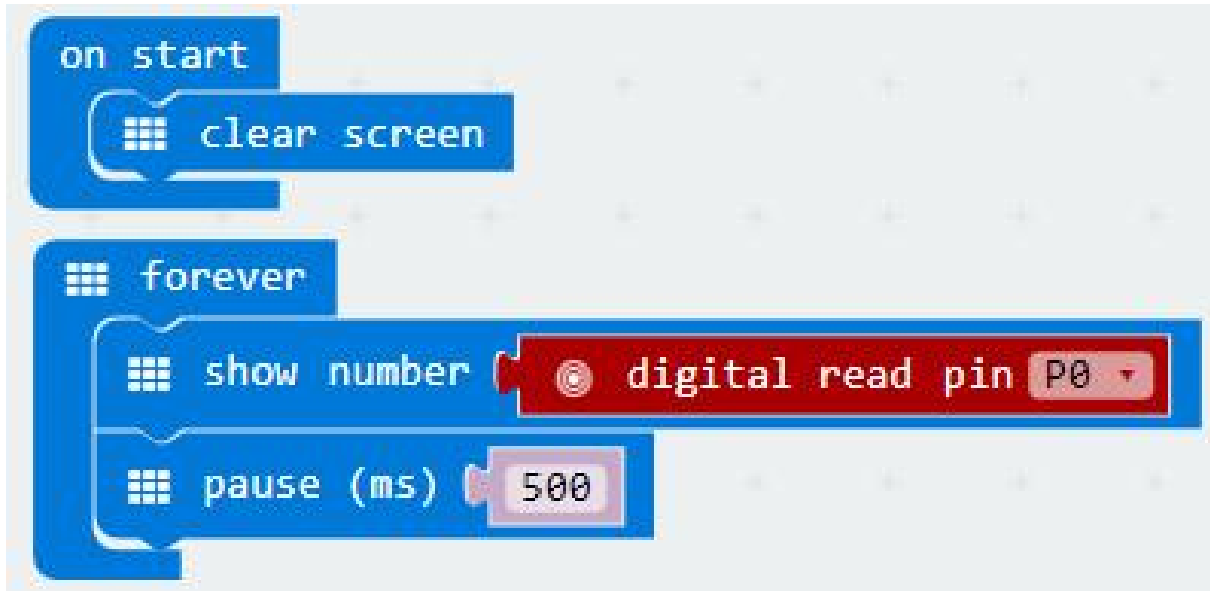 on start
clear screen
forever
show number digital read pin P0
pause (ms) 500